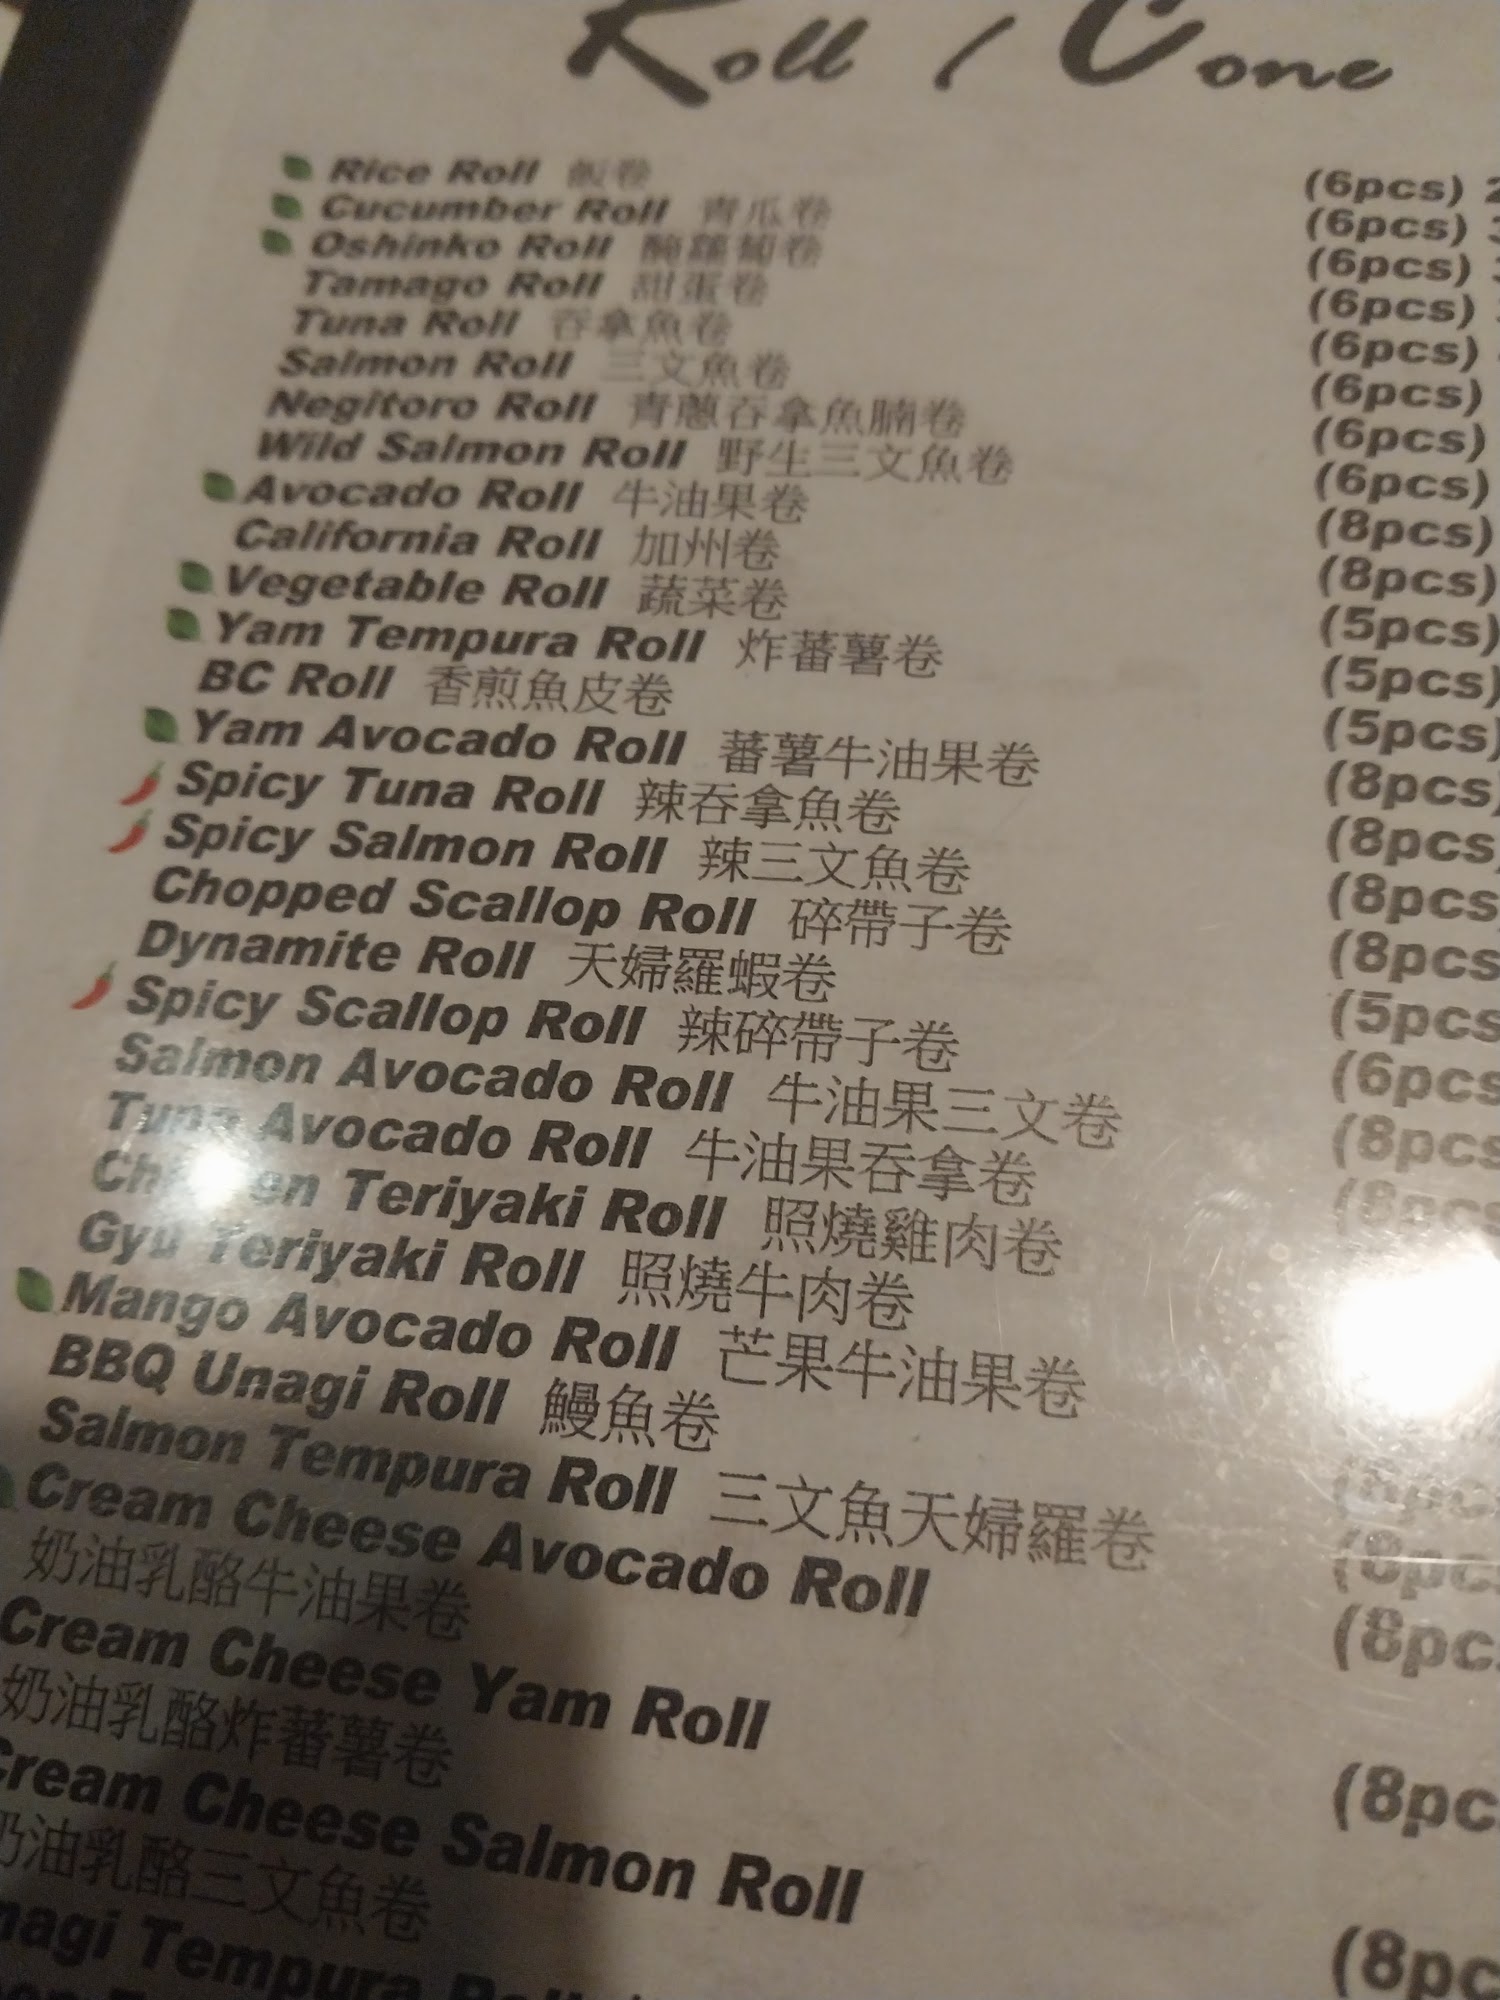 Roll / Cone
Rice Roll 飯卷 (6pcs)
Cucumber Roll 青瓜卷 (6pcs)
Oshinko Roll 醃蘿蔔卷 (6pcs)
Tamago Roll 甜蛋卷 (6pcs)
Tuna Roll 吞拿魚卷 (6pcs)
Salmon Roll 三文魚卷 (6pcs)
Negitoro Roll 青蔥吞拿魚腩卷 (6pcs)
Wild Salmon Roll 野生三文魚卷 (6pcs)
Avocado Roll 牛油果卷 (8pcs)
California Roll 加州卷 (8pcs)
Vegetable Roll 蔬菜卷 (5pcs)
Yam Tempura Roll 炸蕃薯卷 (5pcs)
BC Roll 香煎魚皮卷 (5pcs)
Yam Avocado Roll 蕃薯牛油果卷 (8pcs)
Spicy Tuna Roll 辣吞拿魚卷 (8pcs
Spicy Salmon Roll 辣三文魚卷 (8pcs
Chopped Scallop Roll 碎帶子卷 (8pcs
Dynamite Roll 天婦羅蝦卷 (5pcs
Spicy Scallop Roll 辣碎帶子卷 (6pcs
Salmon Avocado Roll 牛油果三文卷 (8pcs
Tuna Avocado Roll 牛油果吞拿卷 (8pcs
Chicken Teriyaki Roll 照燒雞肉卷
Gyu Teriyaki Roll 照燒牛肉卷
Mango Avocado Roll 芒果牛油果卷
BBQ Unagi Roll 鰻魚卷 (8pc
Salmon Tempura Roll 三文魚天婦羅卷 (8pc
Cream Cheese Avocado Roll (8pc
奶油乳酪牛油果卷
Cream Cheese Yam Roll (8pc
奶油乳酪炸蕃薯卷
Cream Cheese Salmon Roll (8pc
奶油乳酪三文魚卷
nagi Tempura Roll